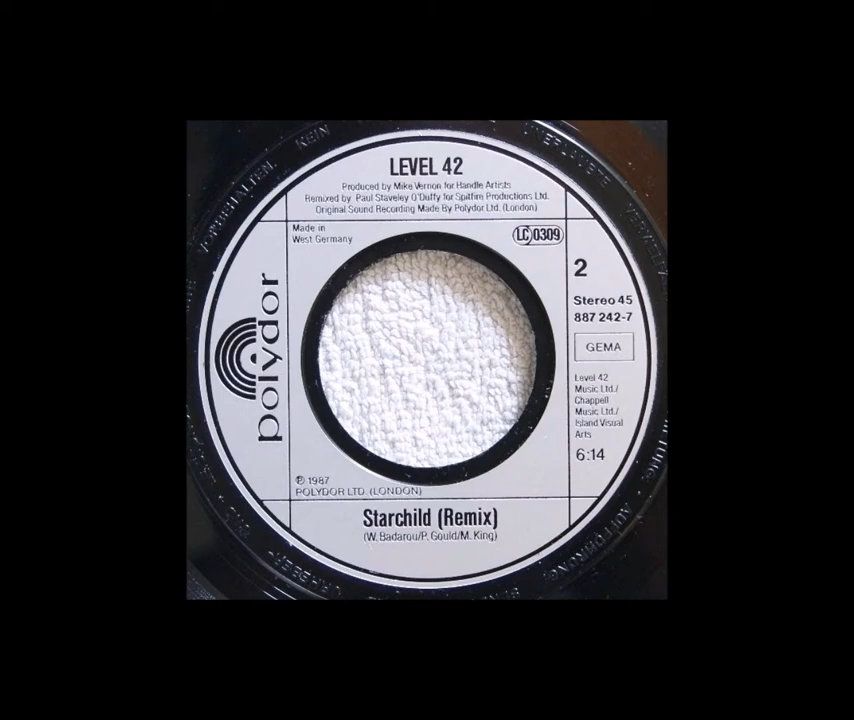 LEVEL 42
Produced by Mike Vernon for Handle Artists
Remixed by Paul Staveley O'Duffy for Spitfire Productions Ltd.
Original Sound Recording Made By Polydor Ltd. (London)
Made in
West Germany
LC 0309
2
Stereo 45
887 242-7
GEMA
Level 42
Music Ltd./
Chappell
Music Ltd./
Island Visual
Arts
6:14
polydor
℗ 1987
POLYDOR LTD. (LONDON)
Starchild (Remix)
(W. Badarou/P. Gould/M. King)
VORBEHALTEN. KEIN
UNERLAUBTE